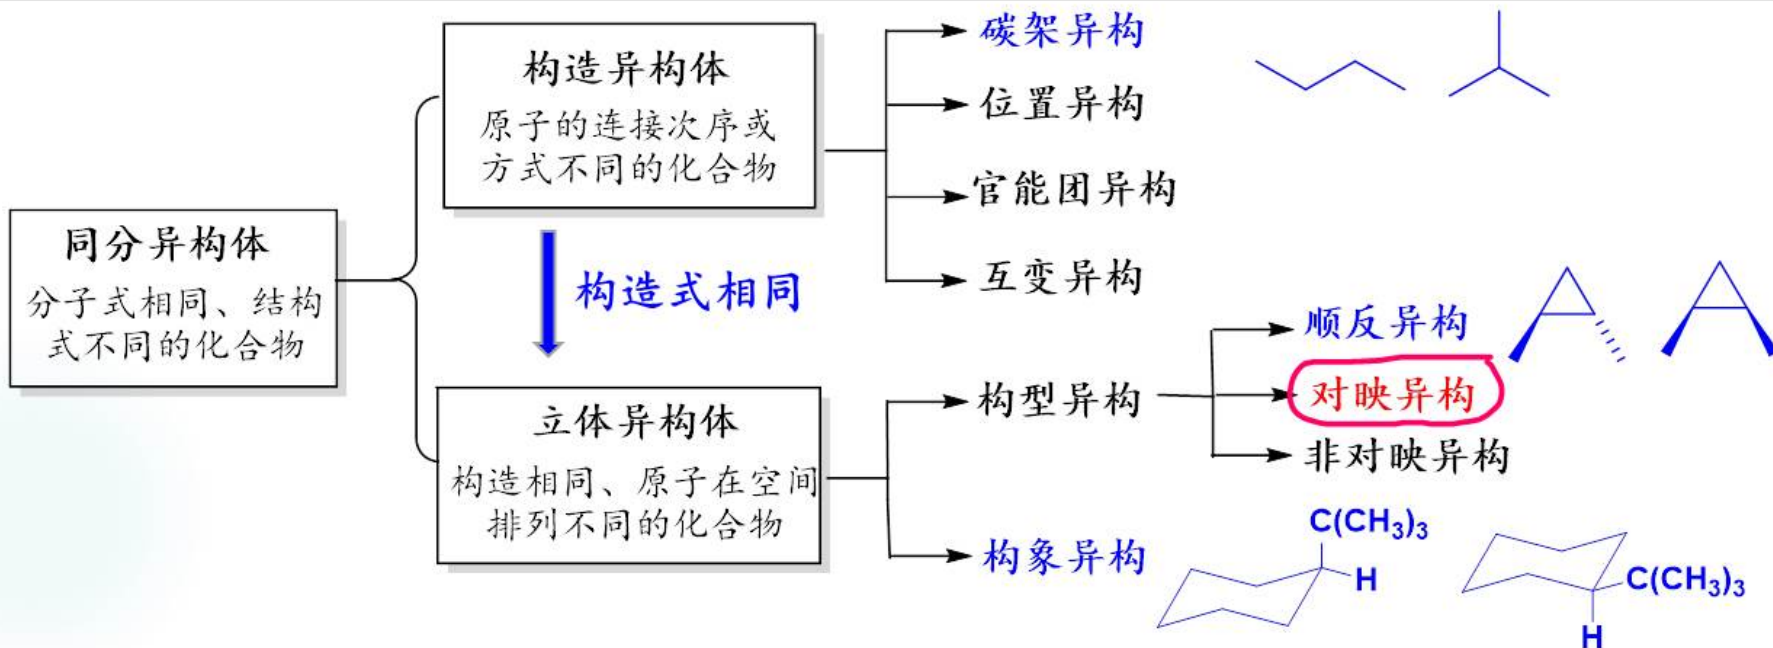 同分异构体
分子式相同、结构
式不同的化合物
构造异构体
原子的连接次序或
方式不同的化合物
构造式相同
立体异构体
构造相同、原子在空间
排列不同的化合物
碳架异构
位置异构
官能团异构
互变异构
构型异构
顺反异构
对映异构
非对映异构
构象异构
C(CH₃)₃
H
C(CH₃)₃
H